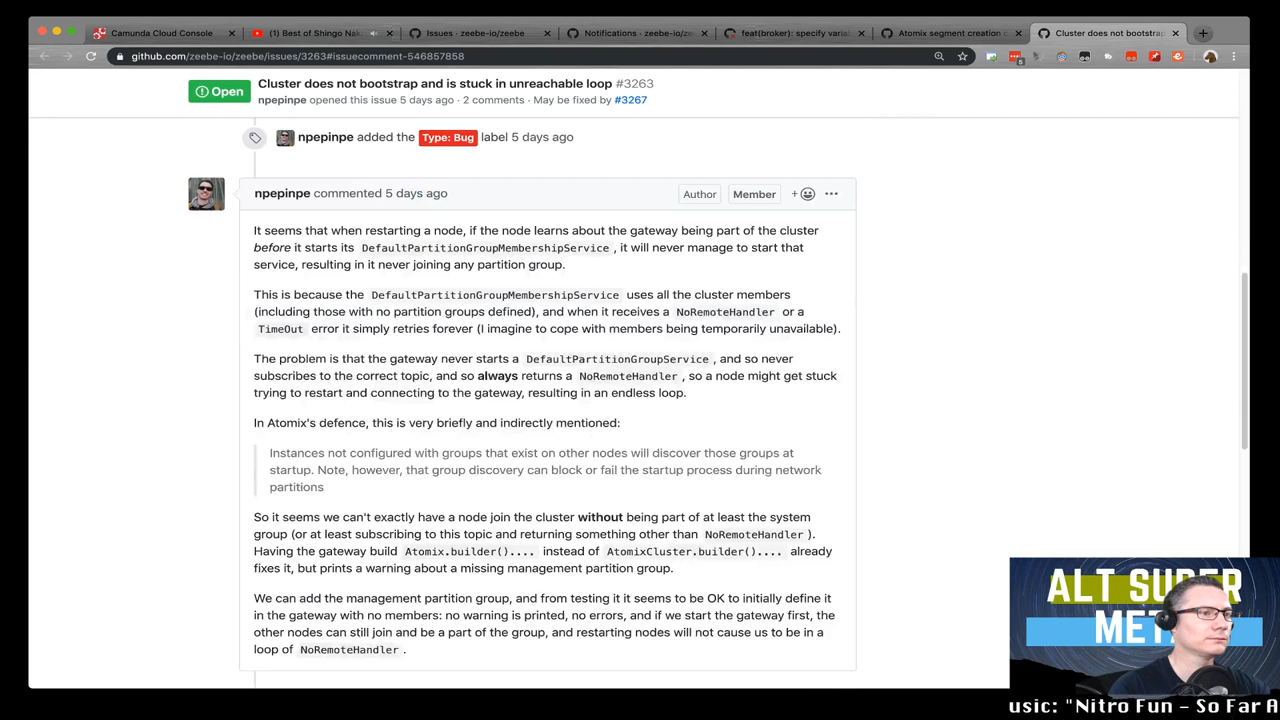 Camunda Cloud Console
(1) Best of Shingo Nak
Issues · zeebe-io/zeebe
Notifications · zeebe-io/zee
feat(broker): specify varia
Atomix segment creation c
Cluster does not bootstrap
github.com/zeebe-io/zeebe/issues/3263#issuecomment-546857858
5
Open
Cluster does not bootstrap and is stuck in unreachable loop #3263
npepinpe opened this issue 5 days ago · 2 comments · May be fixed by #3267
npepinpe added the Type: Bug label 5 days ago
npepinpe commented 5 days ago
Author
Member
It seems that when restarting a node, if the node learns about the gateway being part of the cluster
before it starts its DefaultPartitionGroupMembershipService , it will never manage to start that
service, resulting in it never joining any partition group.
This is because the DefaultPartitionGroupMembershipService uses all the cluster members
(including those with no partition groups defined), and when it receives a NoRemoteHandler or a
TimeOut error it simply retries forever (I imagine to cope with members being temporarily unavailable).
The problem is that the gateway never starts a DefaultPartitionGroupService , and so never
subscribes to the correct topic, and so always returns a NoRemoteHandler , so a node might get stuck
trying to restart and connecting to the gateway, resulting in an endless loop.
In Atomix's defence, this is very briefly and indirectly mentioned:
Instances not configured with groups that exist on other nodes will discover those groups at
startup. Note, however, that group discovery can block or fail the startup process during network
partitions
So it seems we can't exactly have a node join the cluster without being part of at least the system
group (or at least subscribing to this topic and returning something other than NoRemoteHandler ).
Having the gateway build Atomix.builder().... instead of AtomixCluster.builder().... already
fixes it, but prints a warning about a missing management partition group.
We can add the management partition group, and from testing it it seems to be OK to initially define it
in the gateway with no members: no warning is printed, no errors, and if we start the gateway first, the
other nodes can still join and be a part of the group, and restarting nodes will not cause us to be in a
loop of NoRemoteHandler .
ALT SUPER
META
usic: "Nitro Fun - So Far A